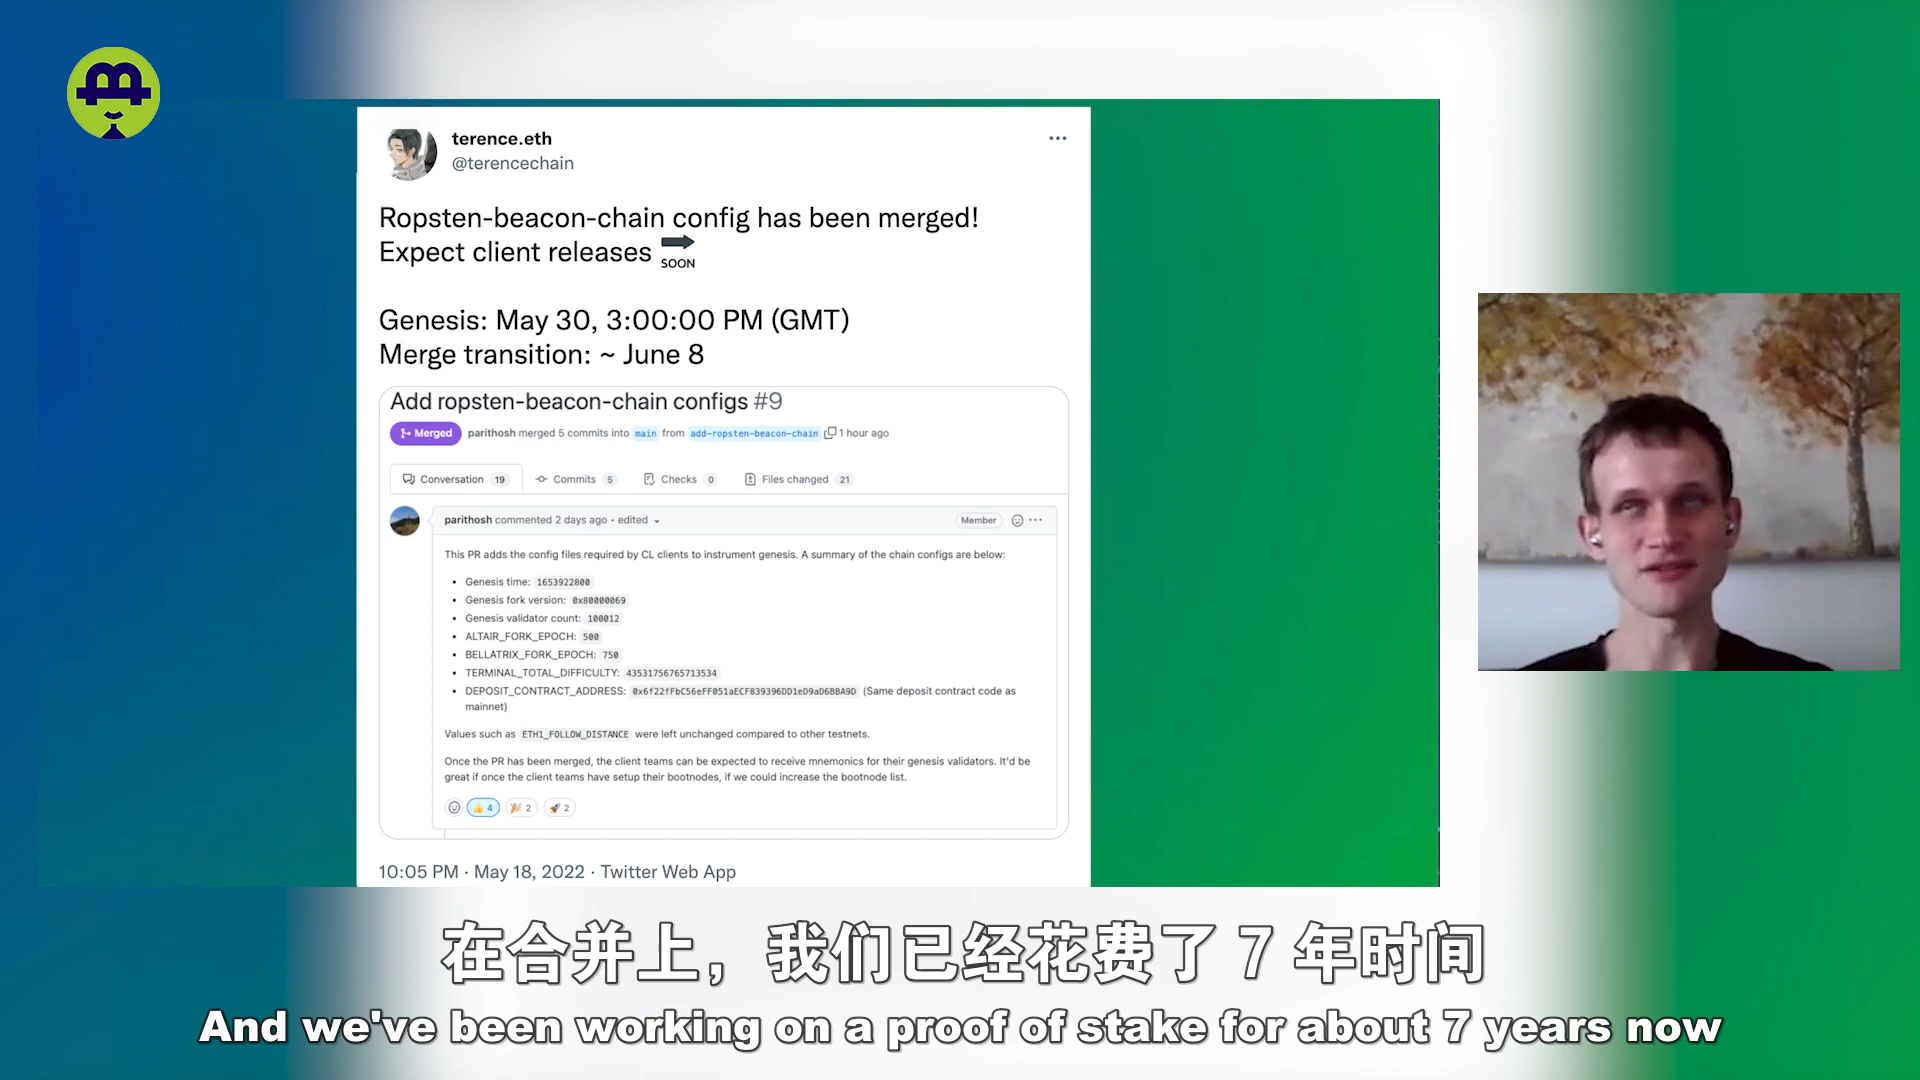 terence.eth
@terencechain
Ropsten-beacon-chain config has been merged!
Expect client releases
SOON
Genesis: May 30, 3:00:00 PM (GMT)
Merge transition: ~ June 8
Add ropsten-beacon-chain configs #9
Merged parithosh merged 5 commits into main from add-ropsten-beacon-chain 1 hour ago
Conversation 19 Commits 5 Checks 0 Files changed 21
parithosh commented 2 days ago • edited Member
This PR adds the config files required by CL clients to instrument genesis. A summary of the chain configs are below:
• Genesis time: 1653922800
• Genesis fork version: 0x80000069
• Genesis validator count: 100012
• ALTAIR_FORK_EPOCH: 500
• BELLATRIX_FORK_EPOCH: 750
• TERMINAL_TOTAL_DIFFICULTY: 43531756765713534
• DEPOSIT_CONTRACT_ADDRESS: 0x6f22fFbC56eFF051aECF839396DD1eD9aD6BBA9D (Same deposit contract code as
mainnet)
Values such as ETH1_FOLLOW_DISTANCE were left unchanged compared to other testnets.
Once the PR has been merged, the client teams can be expected to receive mnemonics for their genesis validators. It'd be
great if once the client teams have setup their bootnodes, if we could increase the bootnode list.
4 2 2
10:05 PM · May 18, 2022 · Twitter Web App
在合并上，我们已经花费了 7 年时间
And we've been working on a proof of stake for about 7 years now